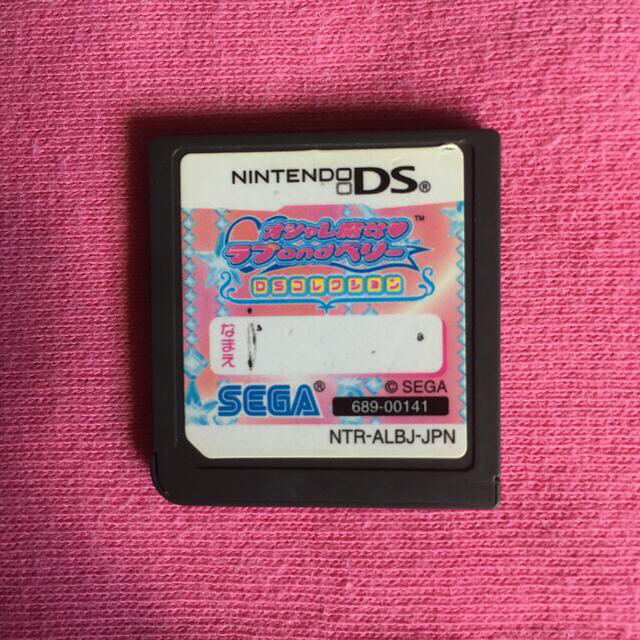 NINTENDO DS®
オシャレ魔女♥™
ラブandベリー
DSコレクション
なまえ
SEGA®
© SEGA
689-00141
NTR-ALBJ-JPN